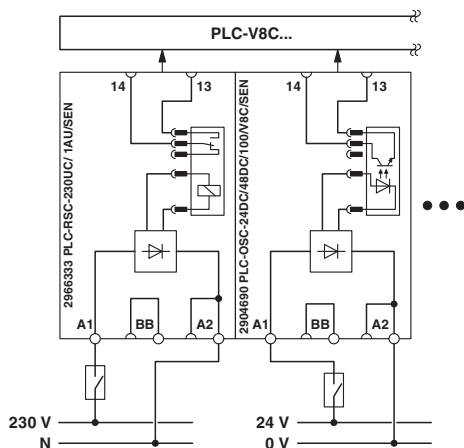 PLC-V8C...
14 13 14 13
2966333 PLC-RSC-230UC/ 1AU/SEN
2904690 PLC-OSC-24DC/48DC/100/V8C/SEN
A1 BB A2 A1 BB A2
230 V 24 V
N 0 V